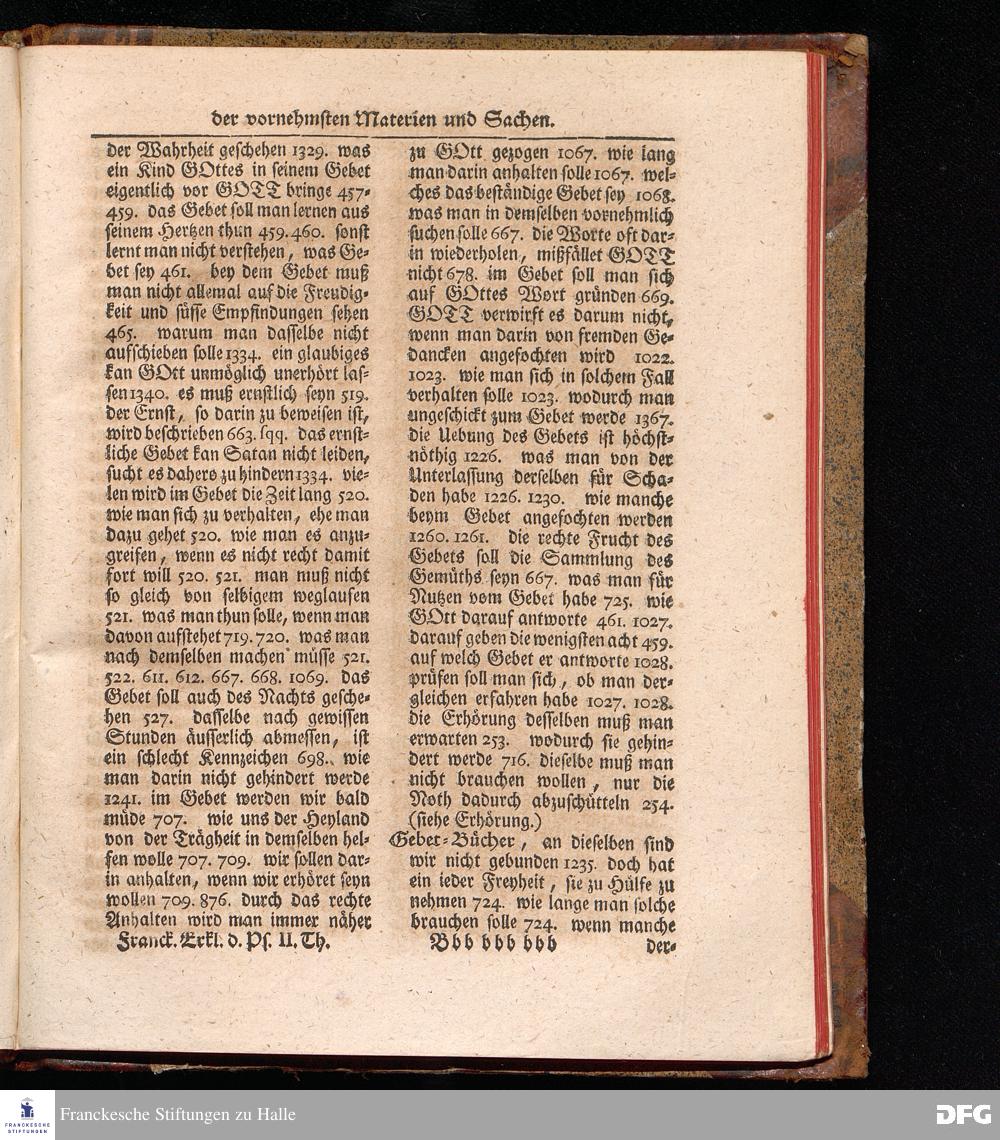 der vornehmsten Materien und Sachen.
der Wahrheit geschehen 1329. was
ein Kind GOttes in seinem Gebet
eigentlich vor GOTT bringe 457-
459. das Gebet soll man lernen aus
seinem Hertzen thun 459. 460. sonst
lernt man nicht verstehen, was Ge-
bet sey 461. bey dem Gebet muß
man nicht allemal auf die Freudig-
keit und süsse Empfindungen sehen
465. warum man dasselbe nicht
aufschieben solle 1334. ein glaubiges
kan GOtt unmöglich unerhört las-
sen 1340. es muß ernstlich seyn 519.
der Ernst, so darin zu beweisen ist,
wird beschrieben 663. sqq. das ernst-
liche Gebet kan Satan nicht leiden,
sucht es dahero zu hindern 1334. vie-
len wird im Gebet die Zeit lang 520.
wie man sich zu verhalten, ehe man
dazu gehet 520. wie man es anzu-
greifen, wenn es nicht recht damit
fort will 520. 521. man muß nicht
so gleich von selbigem weglaufen
521. was man thun solle, wenn man
davon aufstehet 719. 720. was man
nach demselben machen müsse 521.
522. 611. 612. 667. 668. 1069. das
Gebet soll auch des Nachts gesche-
hen 527. dasselbe nach gewissen
Stunden äusserlich abmessen, ist
ein schlecht Kennzeichen 698. wie
man darin nicht gehindert werde
1241. im Gebet werden wir bald
müde 707. wie uns der Heyland
von der Trägheit in demselben hel-
fen wolle 707. 709. wir sollen dar-
in anhalten, wenn wir erhöret seyn
wollen 709. 876. durch das rechte
Anhalten wird man immer näher
Franck. Erkl. d. Ps. II. Th.
zu GOtt gezogen 1067. wie lang
man darin anhalten solle 1067. wel-
ches das beständige Gebet sey 1068.
was man in demselben vornehmlich
suchen solle 667. die Worte oft dar-
in wiederholen, mißfället GOTT
nicht 678. im Gebet soll man sich
auf GOttes Wort gründen 669.
GOTT verwirft es darum nicht,
wenn man darin von fremden Ge-
dancken angefochten wird 1022.
1023. wie man sich in solchem Fall
verhalten solle 1023. wodurch man
ungeschickt zum Gebet werde 1367.
die Uebung des Gebets ist höchst-
nöthig 1226. was man von der
Unterlassung derselben für Scha-
den habe 1226. 1230. wie manche
beym Gebet angefochten werden
1260. 1261. die rechte Frucht des
Gebets soll die Sammlung des
Gemüths seyn 667. was man für
Nutzen vom Gebet habe 725. wie
GOtt darauf antworte 461. 1027.
darauf geben die wenigsten acht 459.
auf welch Gebet er antworte 1028.
prüfen soll man sich, ob man der-
gleichen erfahren habe 1027. 1028.
die Erhörung desselben muß man
erwarten 253. wodurch sie gehin-
dert werde 716. dieselbe muß man
nicht brauchen wollen, nur die
Noth dadurch abzuschütteln 254.
(siehe Erhörung.)
Gebet-Bücher, an dieselben sind
wir nicht gebunden 1235. doch hat
ein ieder Freyheit, sie zu Hülfe zu
nehmen 724. wie lange man solche
brauchen solle 724. wenn manche
Bbb bbb bbb
der-
FRANCKESCHE
STIFTUNGEN
Franckesche Stiftungen zu Halle
DFG